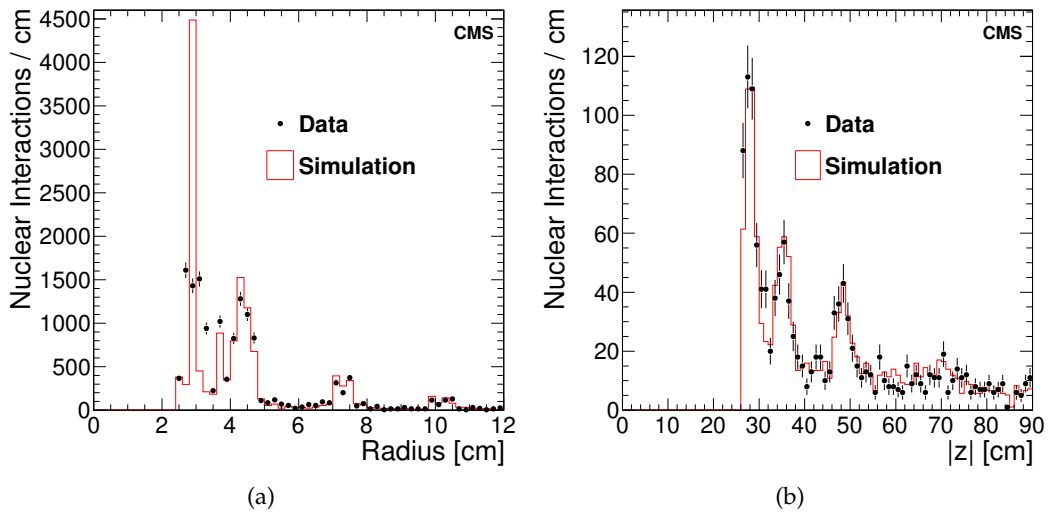 Nuclear Interactions / cm
4500
4000
3500
3000
2500
2000
1500
1000
500
0
CMS
Data
Simulation
0 2 4 6 8 10 12
Radius [cm]
(a)
Nuclear Interactions / cm
120
100
80
60
40
20
0
CMS
Data
Simulation
0 10 20 30 40 50 60 70 80 90
|z| [cm]
(b)